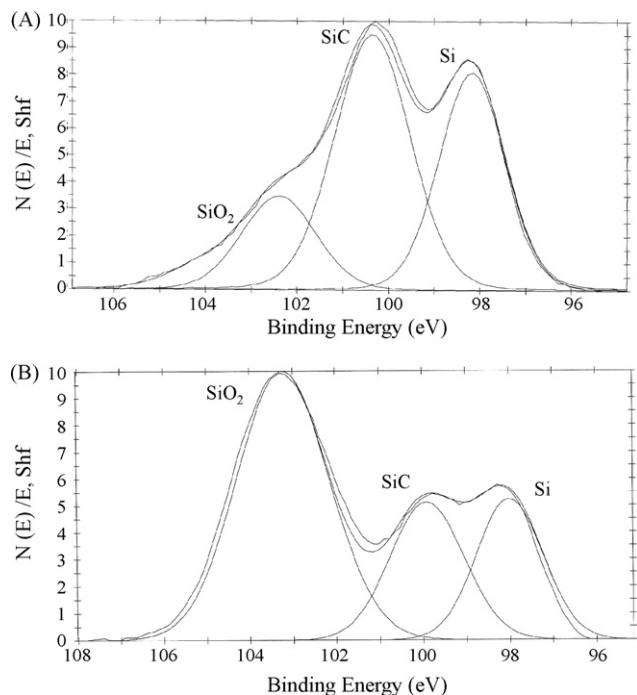 (A)
10
9
8
7
6
5
4
3
2
1
0
N (E) /E, Shf
SiC
Si
SiO2
106 104 102 100 98 96
Binding Energy (eV)
(B)
10
9
8
7
6
5
4
3
2
1
0
N (E) /E, Shf
SiO2
SiC
Si
108 106 104 102 100 98 96
Binding Energy (eV)